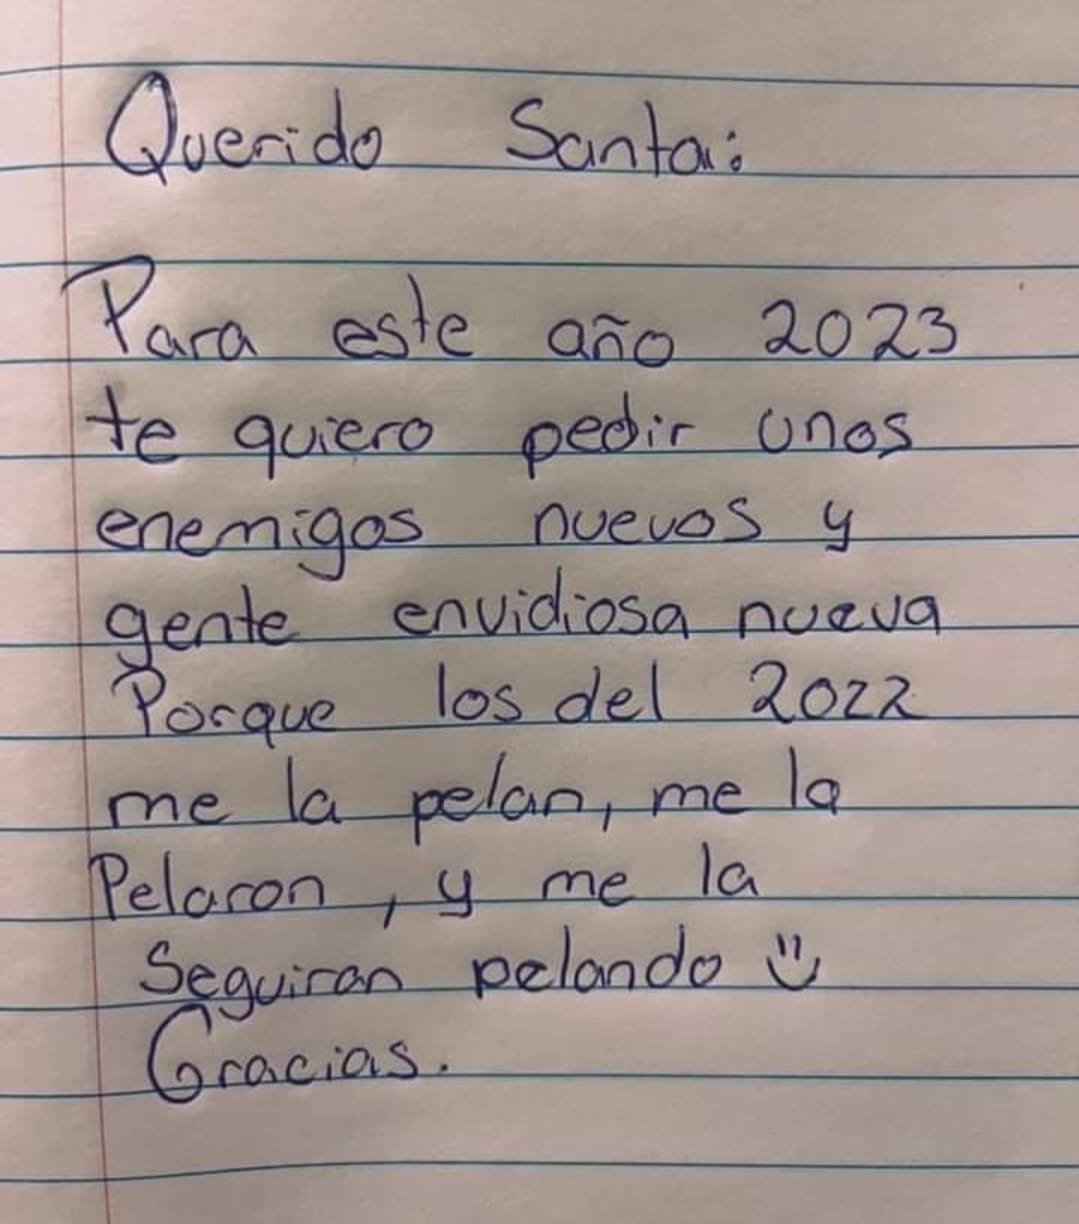 Querido Santa:
Para este año 2023
te quiero pedir unos
enemigos nuevos y
gente envidiosa nueva
Porque los del 2022
me la pelan, me la
Pelaron, y me la
Seguiran pelando
Gracias.